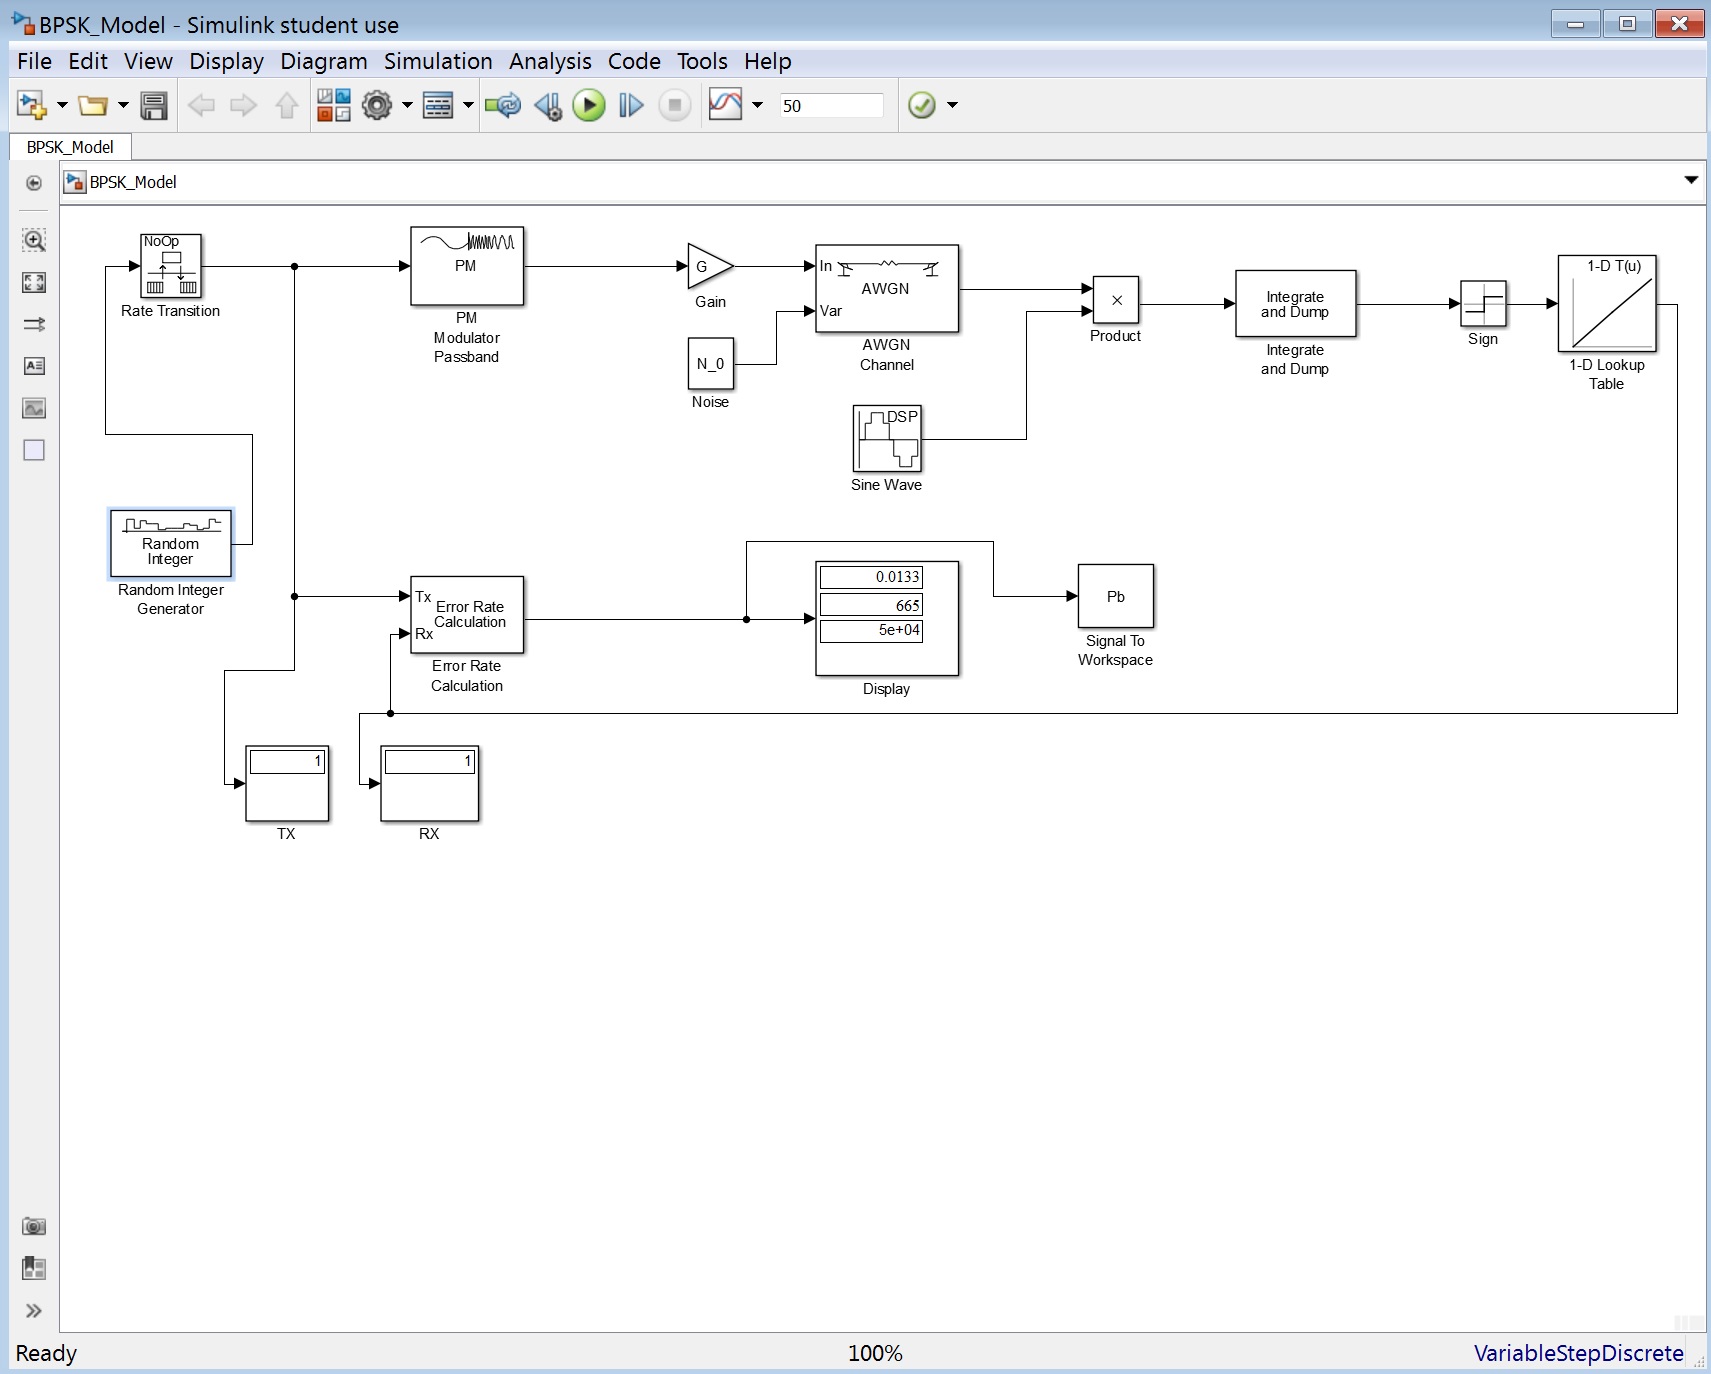 BPSK_Model - Simulink student use
File Edit View Display Diagram Simulation Analysis Code Tools Help
50
BPSK_Model
BPSK_Model
NoOp
Rate Transition
PM
PM
Modulator
Passband
G
Gain
In
AWGN
Var
AWGN
Channel
N_0
Noise
DSP
Sine Wave
×
Product
Integrate
and Dump
Integrate
and Dump
Sign
1-D T(u)
1-D Lookup
Table
Random
Integer
Random Integer
Generator
Tx
Error Rate
Calculation
Rx
Error Rate
Calculation
0.0133
665
5e+04
Display
Pb
Signal To
Workspace
1
TX
1
RX
Ready
100%
VariableStepDiscrete